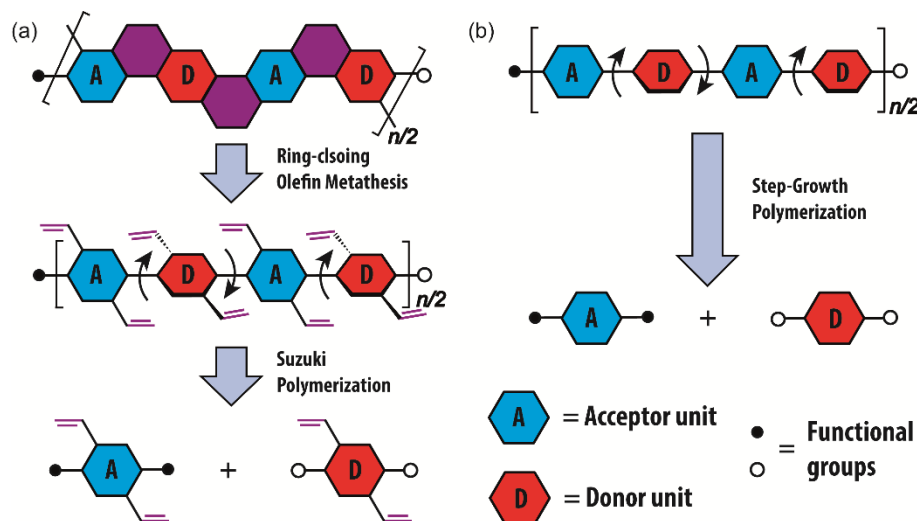 (a)
A D A D
n/2
Ring-clsoing
Olefin Metathesis
A D A D
n/2
Suzuki
Polymerization
A + D
(b)
A D A D
n/2
Step-Growth
Polymerization
A + D
A = Acceptor unit
D = Donor unit
= Functional
groups